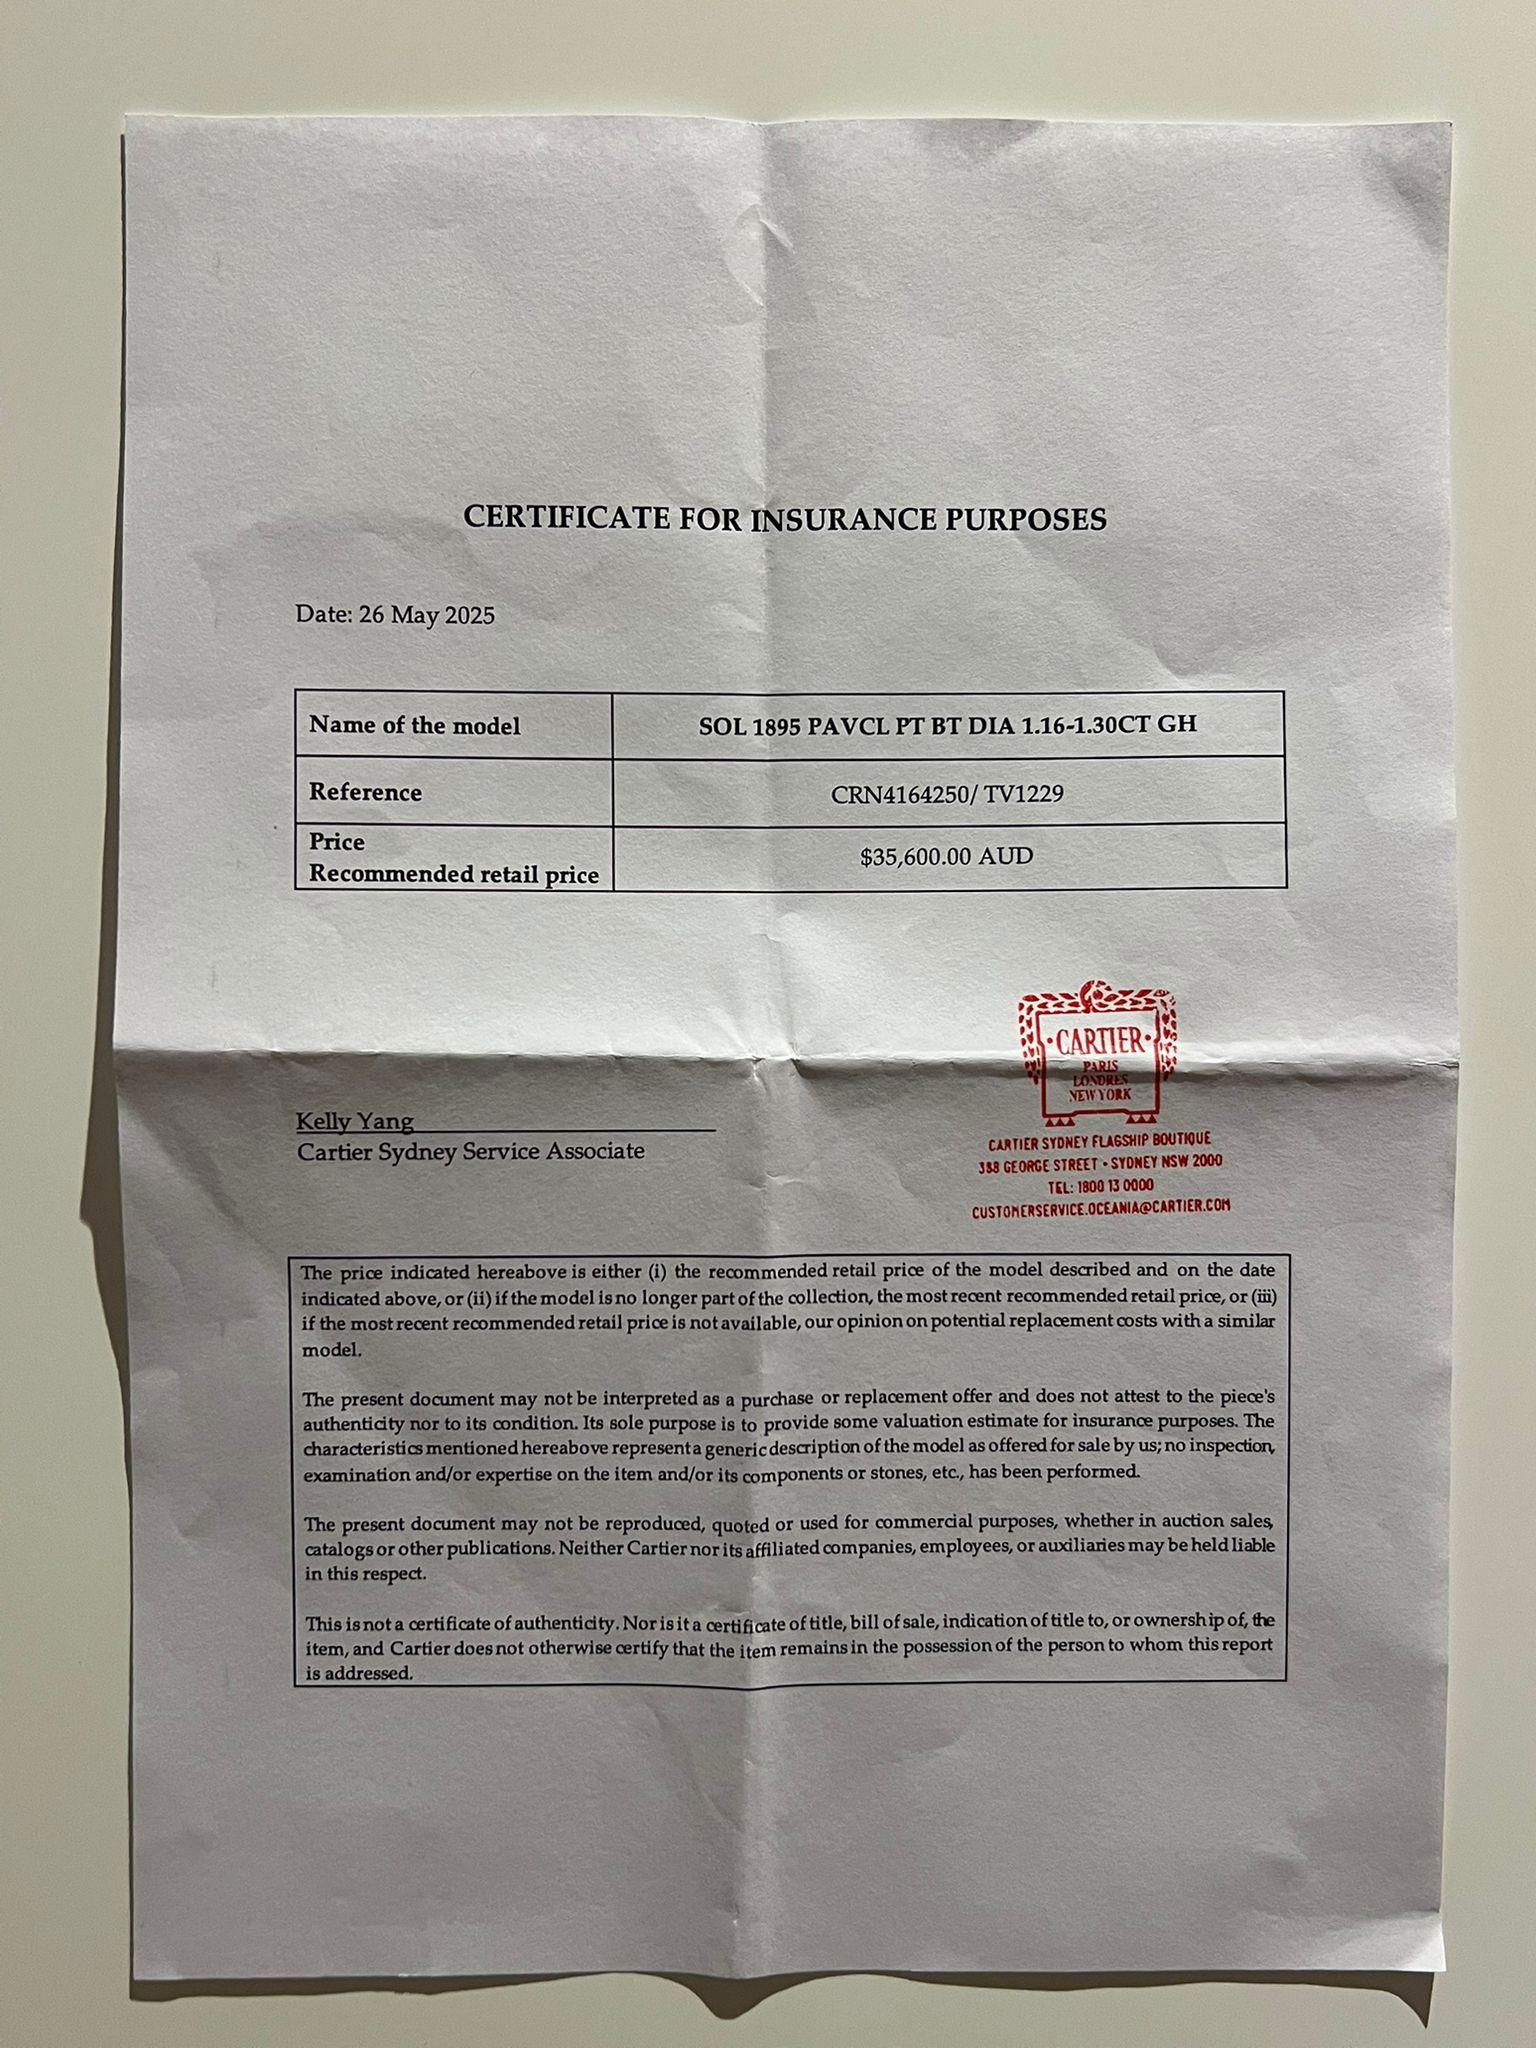 CERTIFICATE FOR INSURANCE PURPOSES
Date: 26 May 2025
Name of the model SOL 1895 PAVCL PT BT DIA 1.16-1.30CT GH
Reference CRN4164250/ TV1229
Price
Recommended retail price $35,600.00 AUD
CARTIER
PARIS
LONDRES
NEW YORK
Kelly Yang
Cartier Sydney Service Associate
CARTIER SYDNEY FLAGSHIP BOUTIQUE
388 GEORGE STREET • SYDNEY NSW 2000
TEL: 1800 13 0000
CUSTOMERSERVICE.OCEANIA@CARTIER.COM
The price indicated hereabove is either (i) the recommended retail price of the model described and on the date
indicated above, or (ii) if the model is no longer part of the collection, the most recent recommended retail price, or (iii)
if the most recent recommended retail price is not available, our opinion on potential replacement costs with a similar
model.
The present document may not be interpreted as a purchase or replacement offer and does not attest to the piece's
authenticity nor to its condition. Its sole purpose is to provide some valuation estimate for insurance purposes. The
characteristics mentioned hereabove represent a generic description of the model as offered for sale by us; no inspection,
examination and/or expertise on the item and/or its components or stones, etc., has been performed.
The present document may not be reproduced, quoted or used for commercial purposes, whether in auction sales,
catalogs or other publications. Neither Cartier nor its affiliated companies, employees, or auxiliaries may be held liable
in this respect.
This is not a certificate of authenticity. Nor is it a certificate of title, bill of sale, indication of title to, or ownership of, the
item, and Cartier does not otherwise certify that the item remains in the possession of the person to whom this report
is addressed.